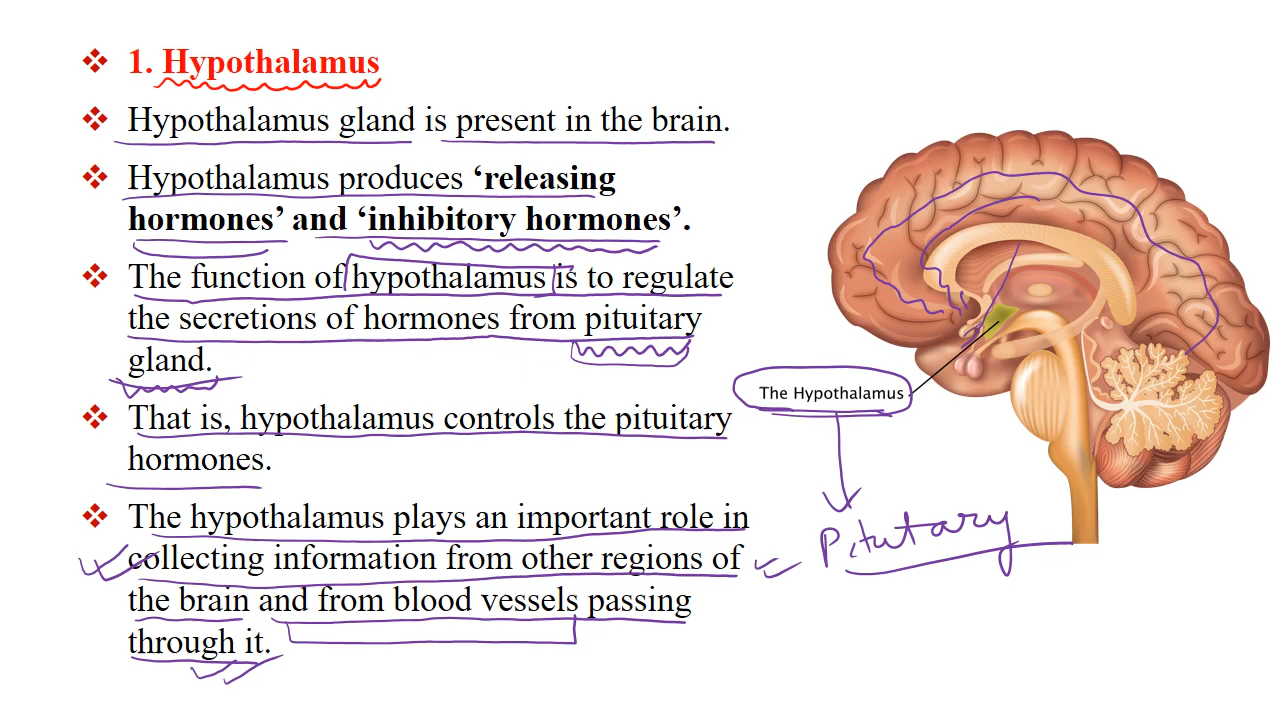 ❖ 1. Hypothalamus
❖ Hypothalamus gland is present in the brain.
❖ Hypothalamus produces ‘releasing
hormones’ and ‘inhibitory hormones’.
❖ The function of hypothalamus is to regulate
the secretions of hormones from pituitary
gland.
❖ That is, hypothalamus controls the pituitary
hormones.
❖ The hypothalamus plays an important role in
collecting information from other regions of
the brain and from blood vessels passing
through it.
The Hypothalamus
Pitutary